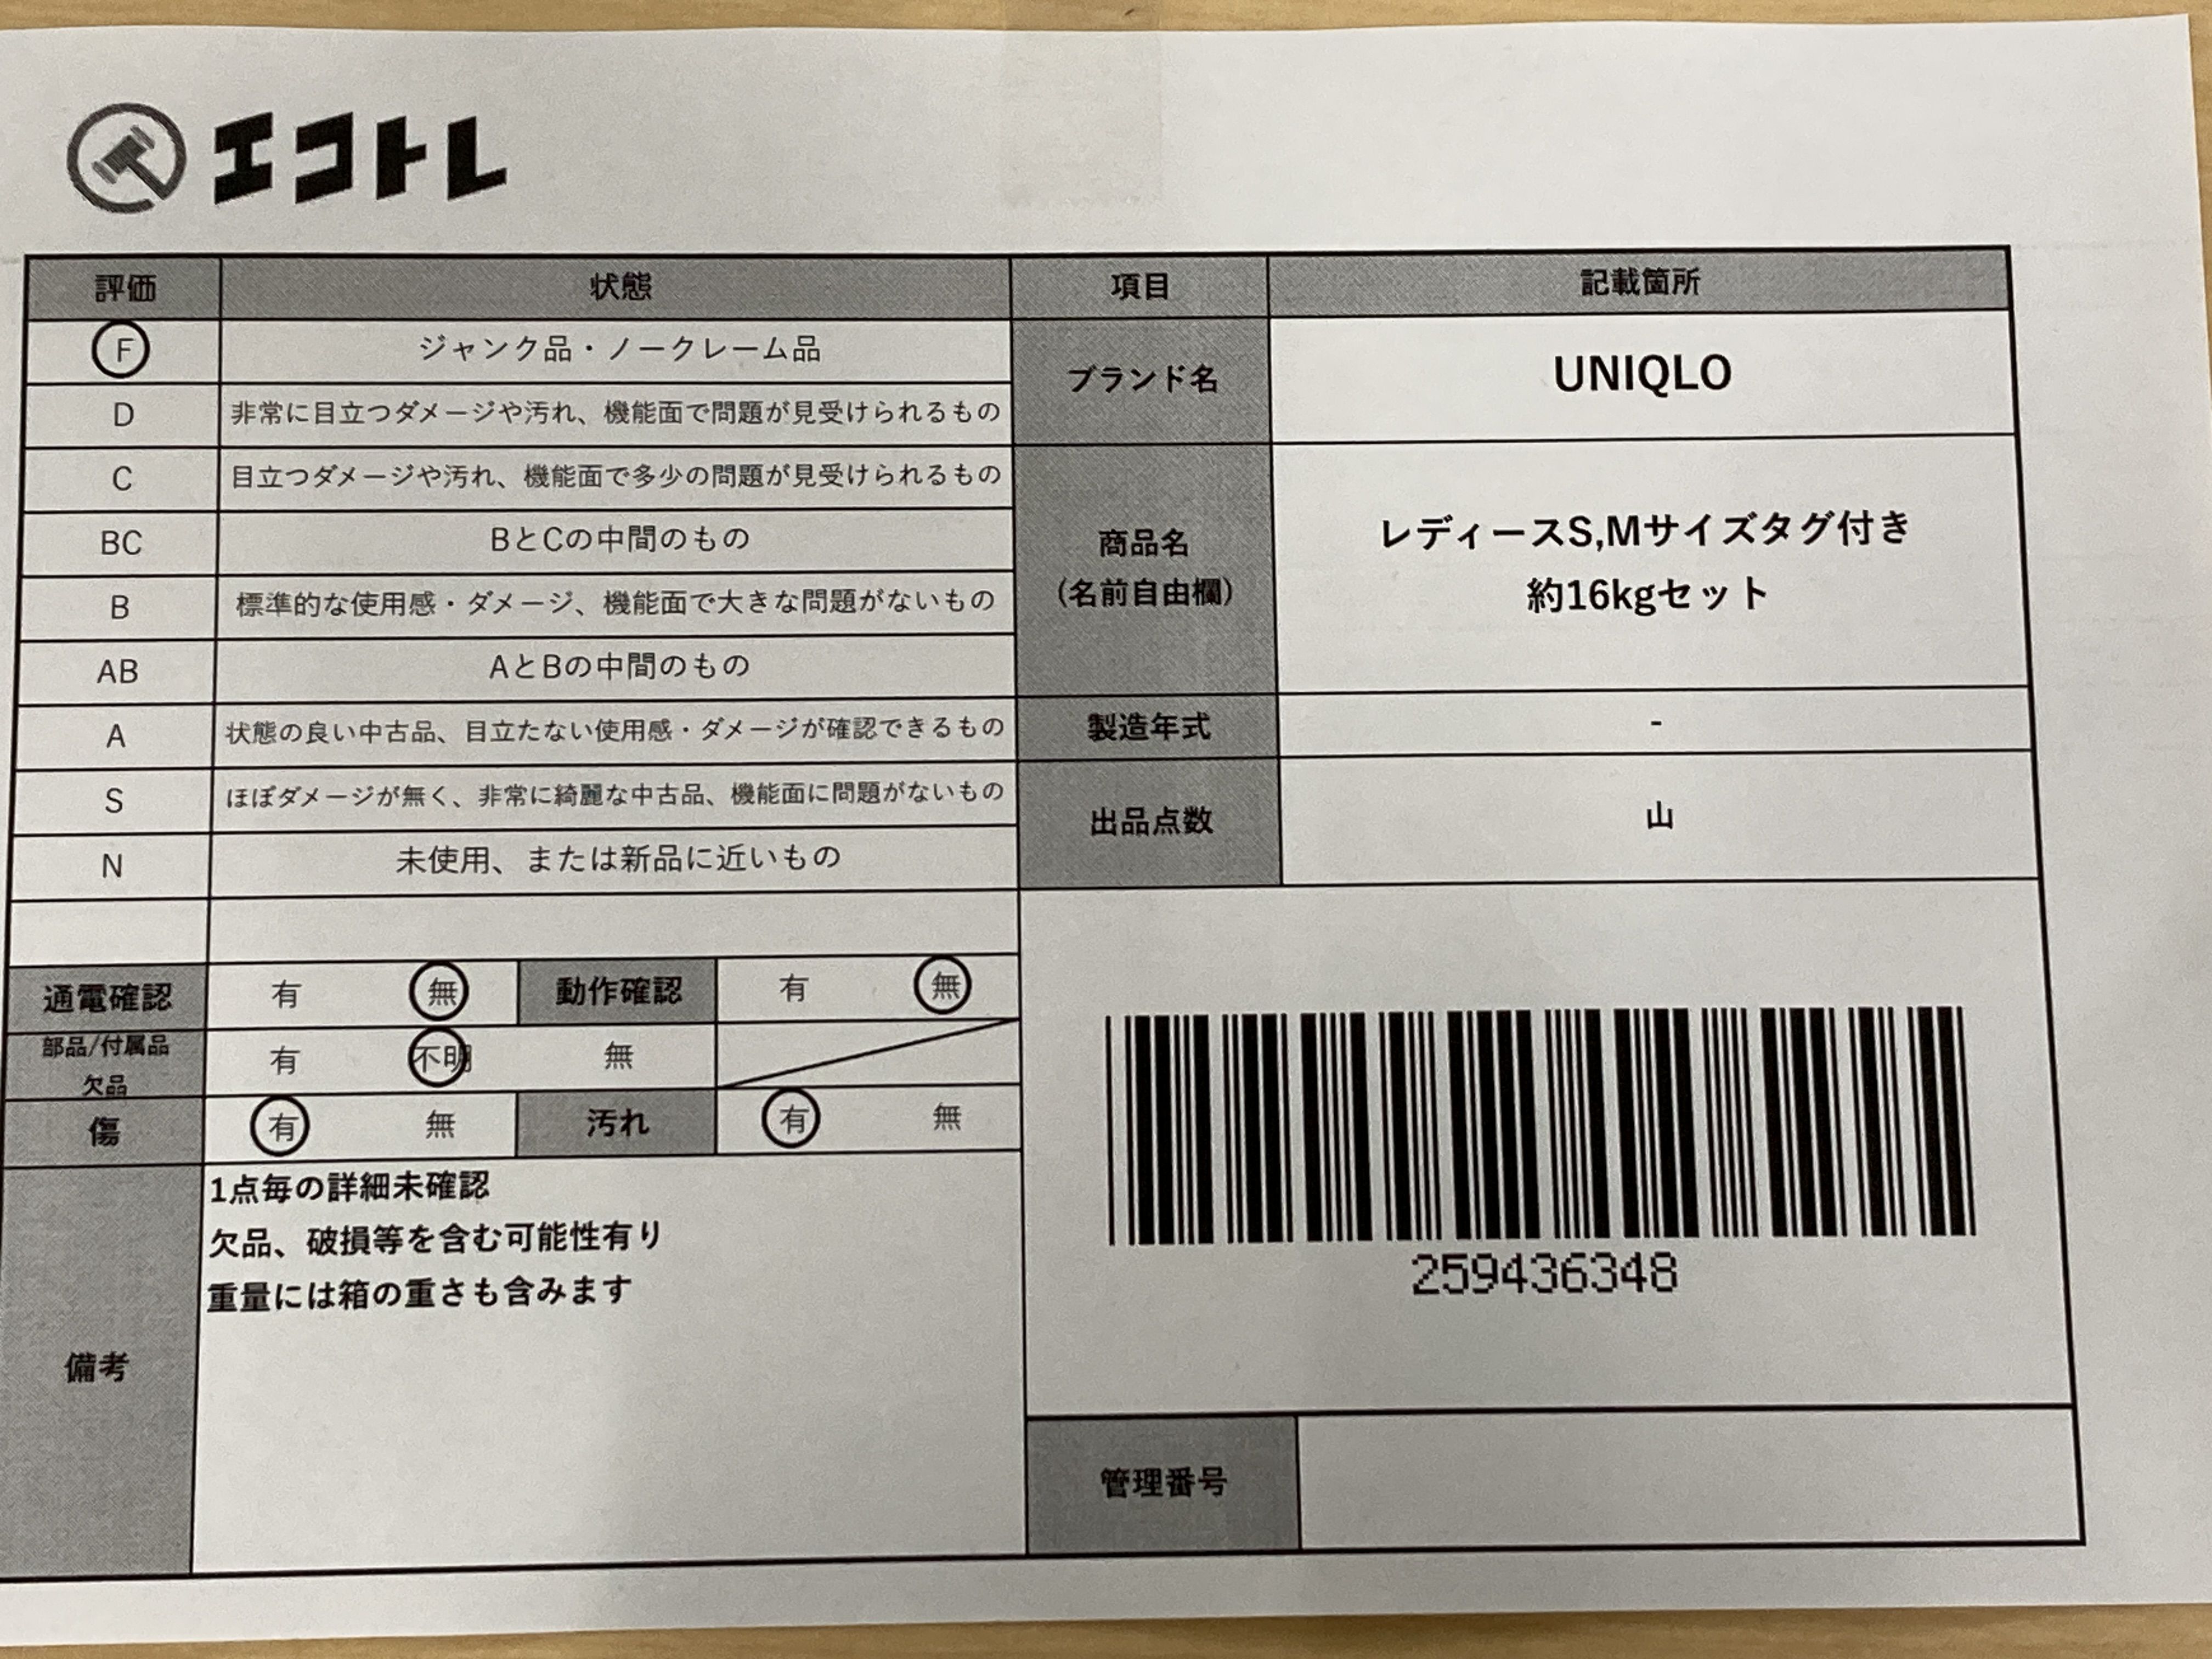 エコトレ
評価 状態 項目 記載箇所
F ジャンク品・ノークレーム品
D 非常に目立つダメージや汚れ、機能面で問題が見受けられるもの
C 目立つダメージや汚れ、機能面で多少の問題が見受けられるもの
BC BとCの中間のもの
B 標準的な使用感・ダメージ、機能面で大きな問題がないもの
AB AとBの中間のもの
A 状態の良い中古品、目立たない使用感・ダメージが確認できるもの
S ほぼダメージが無く、非常に綺麗な中古品、機能面に問題がないもの
N 未使用、または新品に近いもの
ブランド名 UNIQLO
商品名
(名前自由欄)
レディースS,Mサイズタグ付き
約16kgセット
製造年式 -
出品点数 山
通電確認 有 無 動作確認 有 無
部品/付属品
欠品
有 不明 無
傷 有 無 汚れ 有 無
備考
1点毎の詳細未確認
欠品、破損等を含む可能性有り
重量には箱の重さも含みます
259436348
管理番号